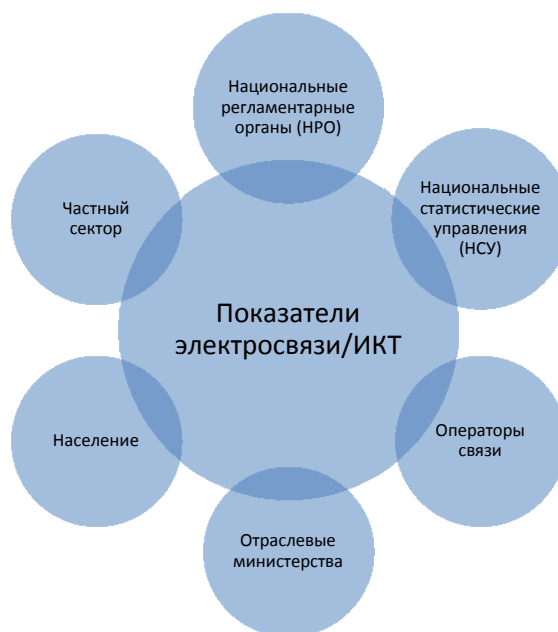 Национальные
регламентарные
органы (НРО)
Национальные
статистические
управления
(НСУ)
Частный
сектор
Показатели
электросвязи/ИКТ
Население
Операторы
связи
Отраслевые
министерства